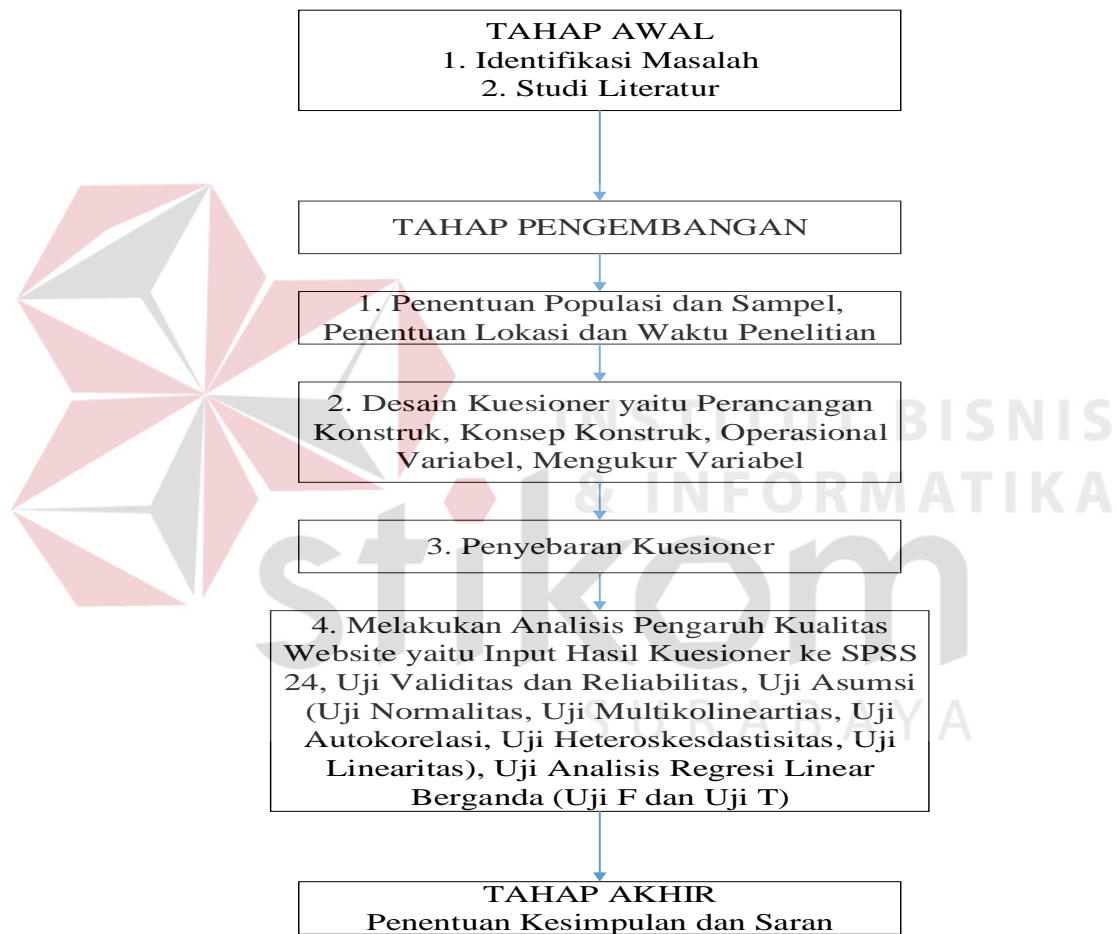 TAHAP AWAL
1. Identifikasi Masalah
2. Studi Literatur
TAHAP PENGEMBANGAN
1. Penentuan Populasi dan Sampel,
Penentuan Lokasi dan Waktu Penelitian
2. Desain Kuesioner yaitu Perancangan
Konstruk, Konsep Konstruk, Operasional
Variabel, Mengukur Variabel
INSTITUT BISNIS
& INFORMATIKA
3. Penyebaran Kuesioner
stikom
SURABAYA
4. Melakukan Analisis Pengaruh Kualitas
Website yaitu Input Hasil Kuesioner ke SPSS
24, Uji Validitas dan Reliabilitas, Uji Asumsi
(Uji Normalitas, Uji Multikolineartias, Uji
Autokorelasi, Uji Heteroskesdastisitas, Uji
Linearitas), Uji Analisis Regresi Linear
Berganda (Uji F dan Uji T)
TAHAP AKHIR
Penentuan Kesimpulan dan Saran